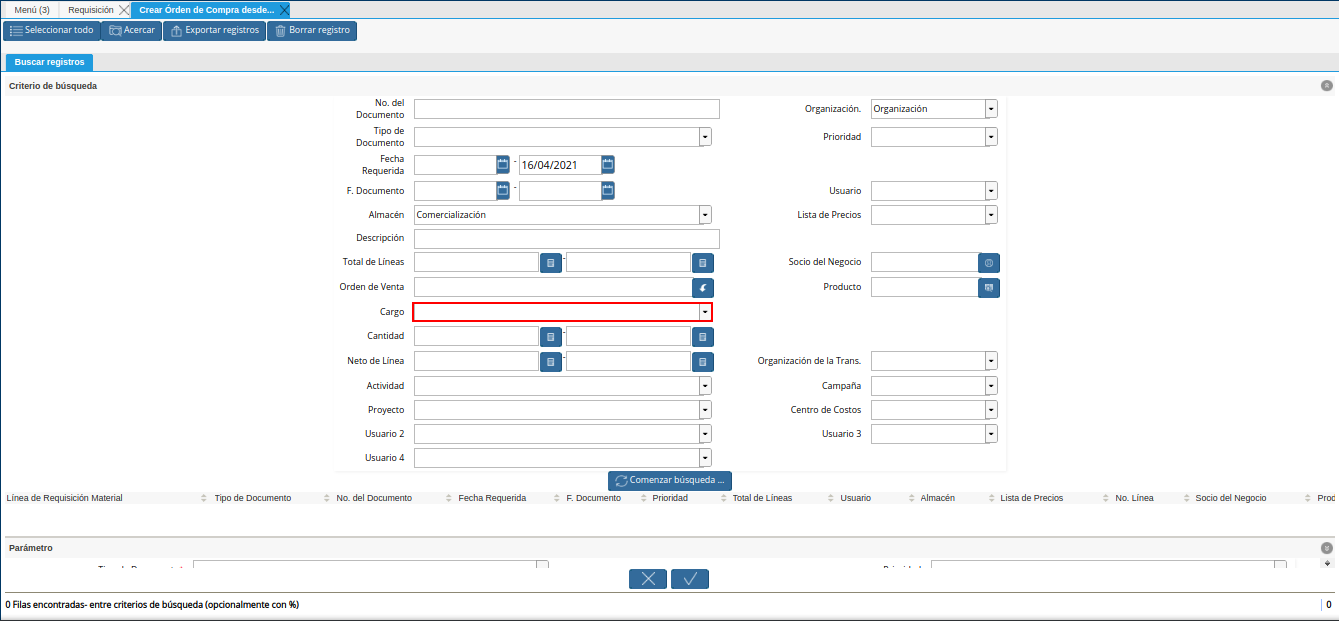 Menú (3) Requisición Crear Órden de Compra desde...
Seleccionar todo Acercar Exportar registros Borrar registro
Buscar registros
Criterio de búsqueda
No. del
Documento
Organización. Organización
Tipo de
Documento
Prioridad
Fecha
Requerida
- 16/04/2021
F. Documento - Usuario
Almacén Comercialización Lista de Precios
Descripción
Total de Líneas - Socio del Negocio
Orden de Venta Producto
Cargo
Cantidad -
Neto de Línea - Organización de la Trans.
Actividad Campaña
Proyecto Centro de Costos
Usuario 2 Usuario 3
Usuario 4
Comenzar búsqueda ...
Línea de Requisición Material Tipo de Documento No. del Documento Fecha Requerida F. Documento Prioridad Total de Líneas Usuario Almacén Lista de Precios No. Línea Socio del Negocio Prod
Parámetro
0 Filas encontradas- entre criterios de búsqueda (opcionalmente con %) 0